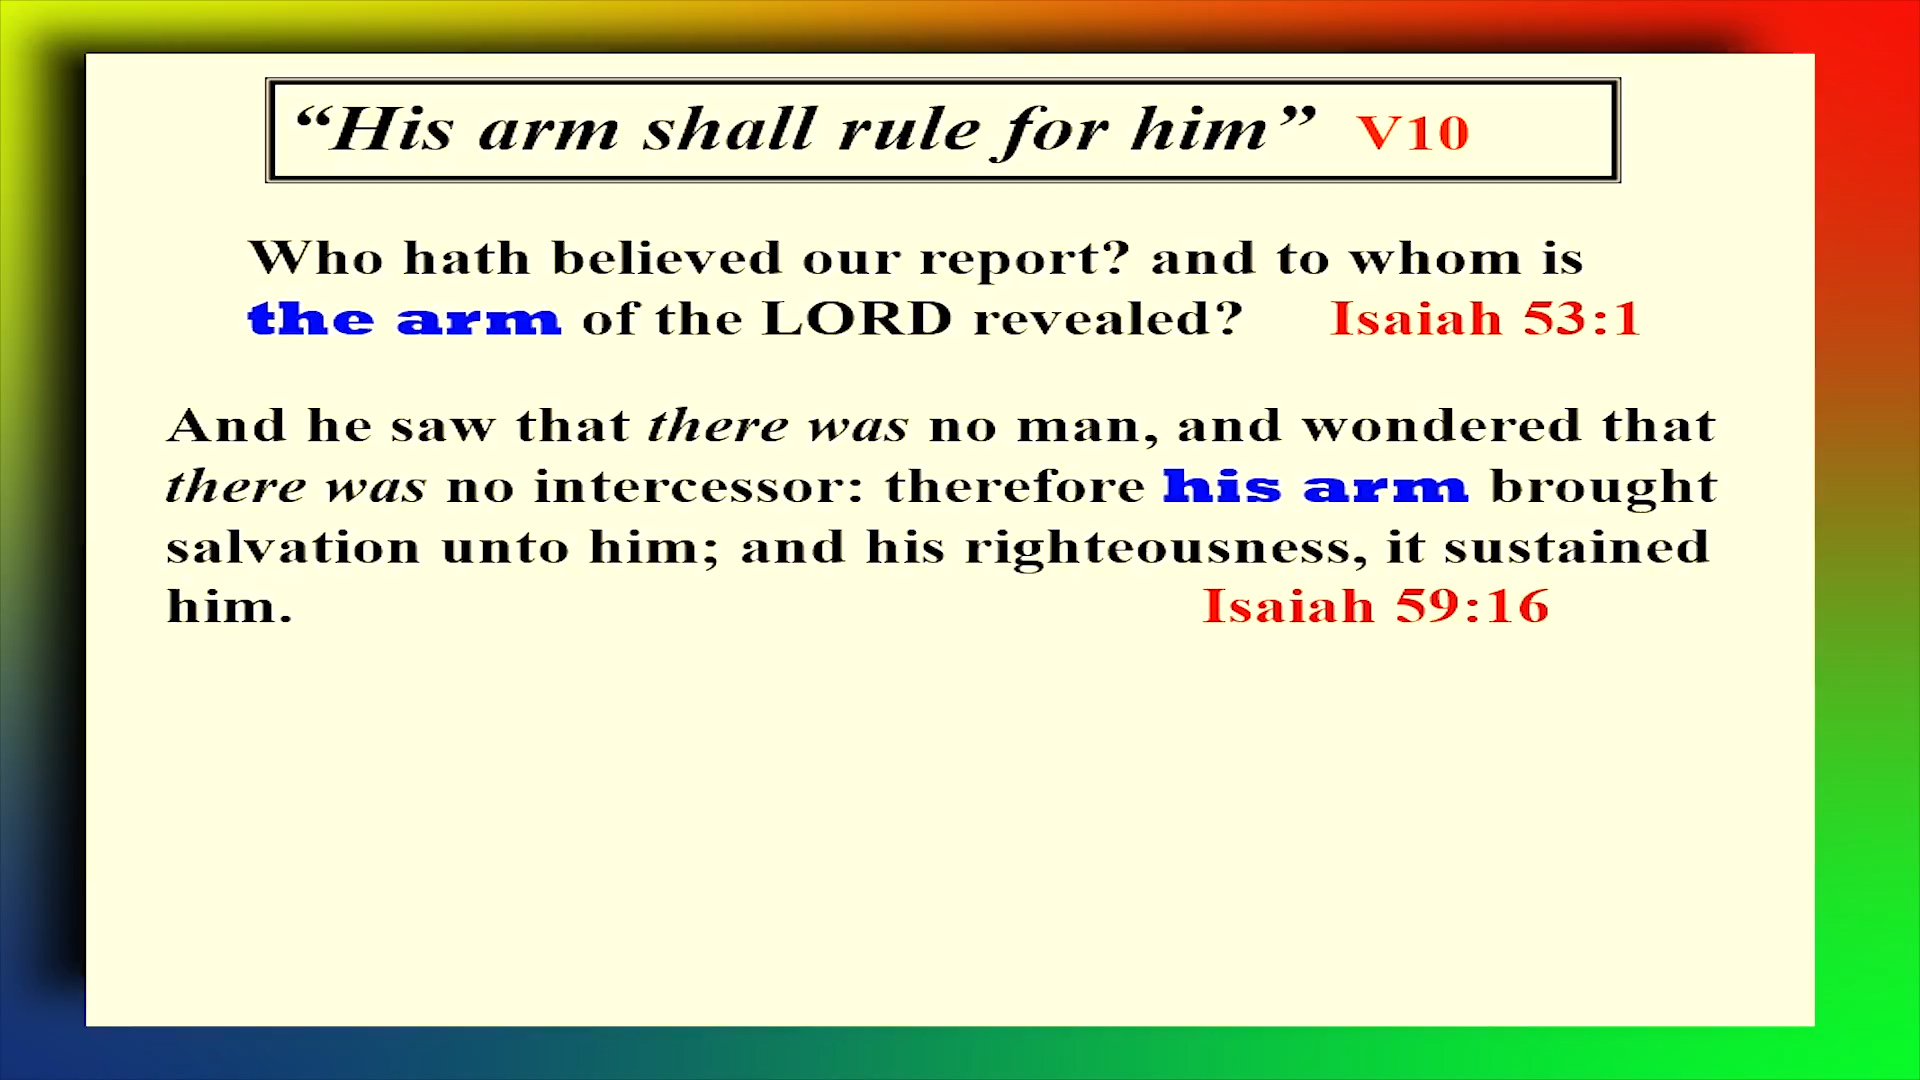 “His arm shall rule for him” V10
Who hath believed our report? and to whom is
the arm of the LORD revealed? Isaiah 53:1
And he saw that there was no man, and wondered that
there was no intercessor: therefore his arm brought
salvation unto him; and his righteousness, it sustained
him. Isaiah 59:16